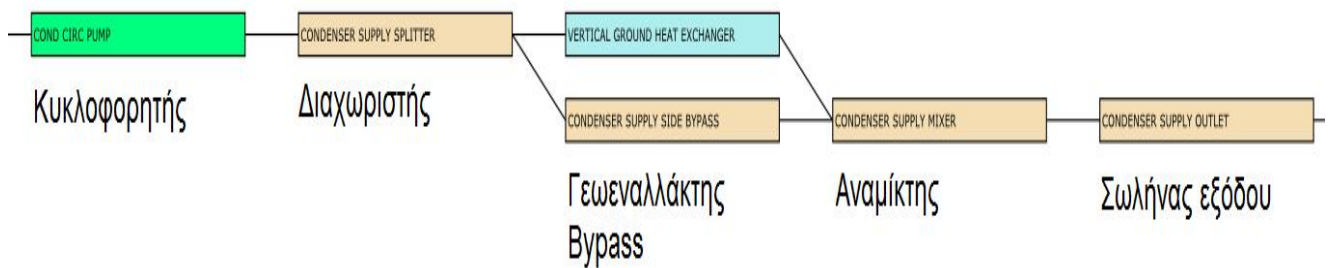 COND CIRC PUMP
CONDENSER SUPPLY SPLITTER
VERTICAL GROUND HEAT EXCHANGER
Κυκλοφορητής
Διαχωριστής
CONDENSER SUPPLY SIDE BYPASS
CONDENSER SUPPLY MIXER
CONDENSER SUPPLY OUTLET
Γεωεναλλάκτης
Bypass
Αναμίκτης
Σωλήνας εξόδου